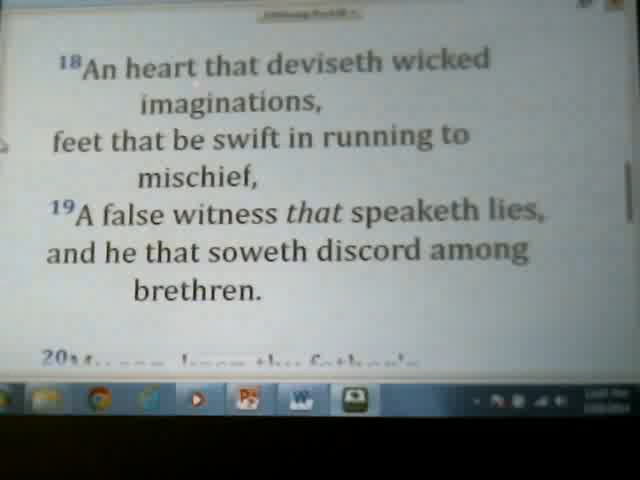 18An heart that deviseth wicked
imaginations,
feet that be swift in running to
mischief,
19A false witness that speaketh lies,
and he that soweth discord among
brethren.
20